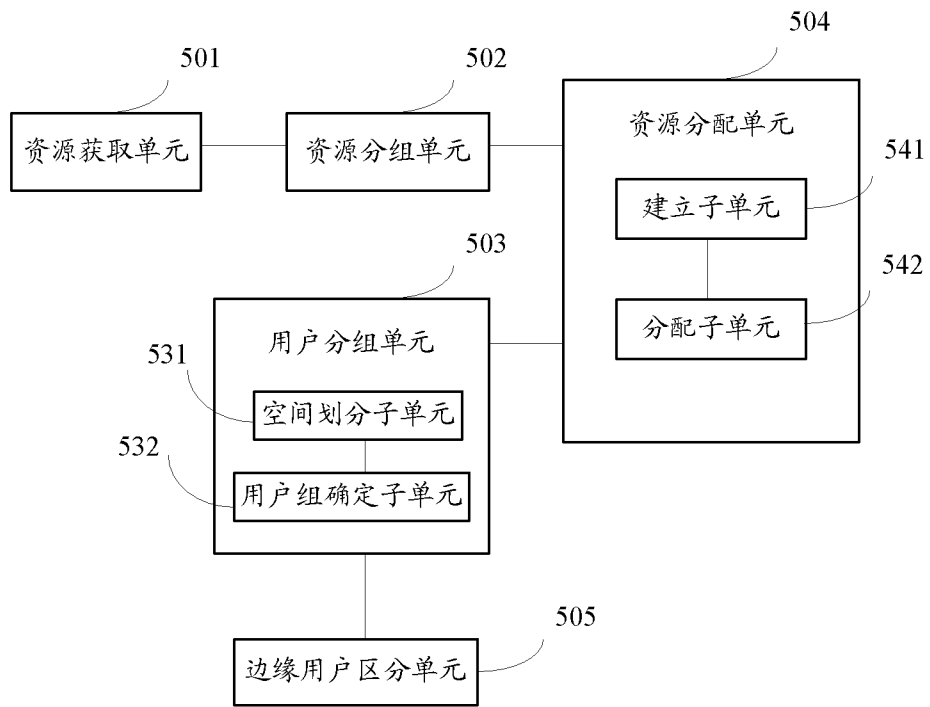 504
501
502
资源获取单元
资源分组单元
资源分配单元
541
建立子单元
503
542
分配子单元
用户分组单元
531
空间划分子单元
532
用户组确定子单元
505
边缘用户区分单元